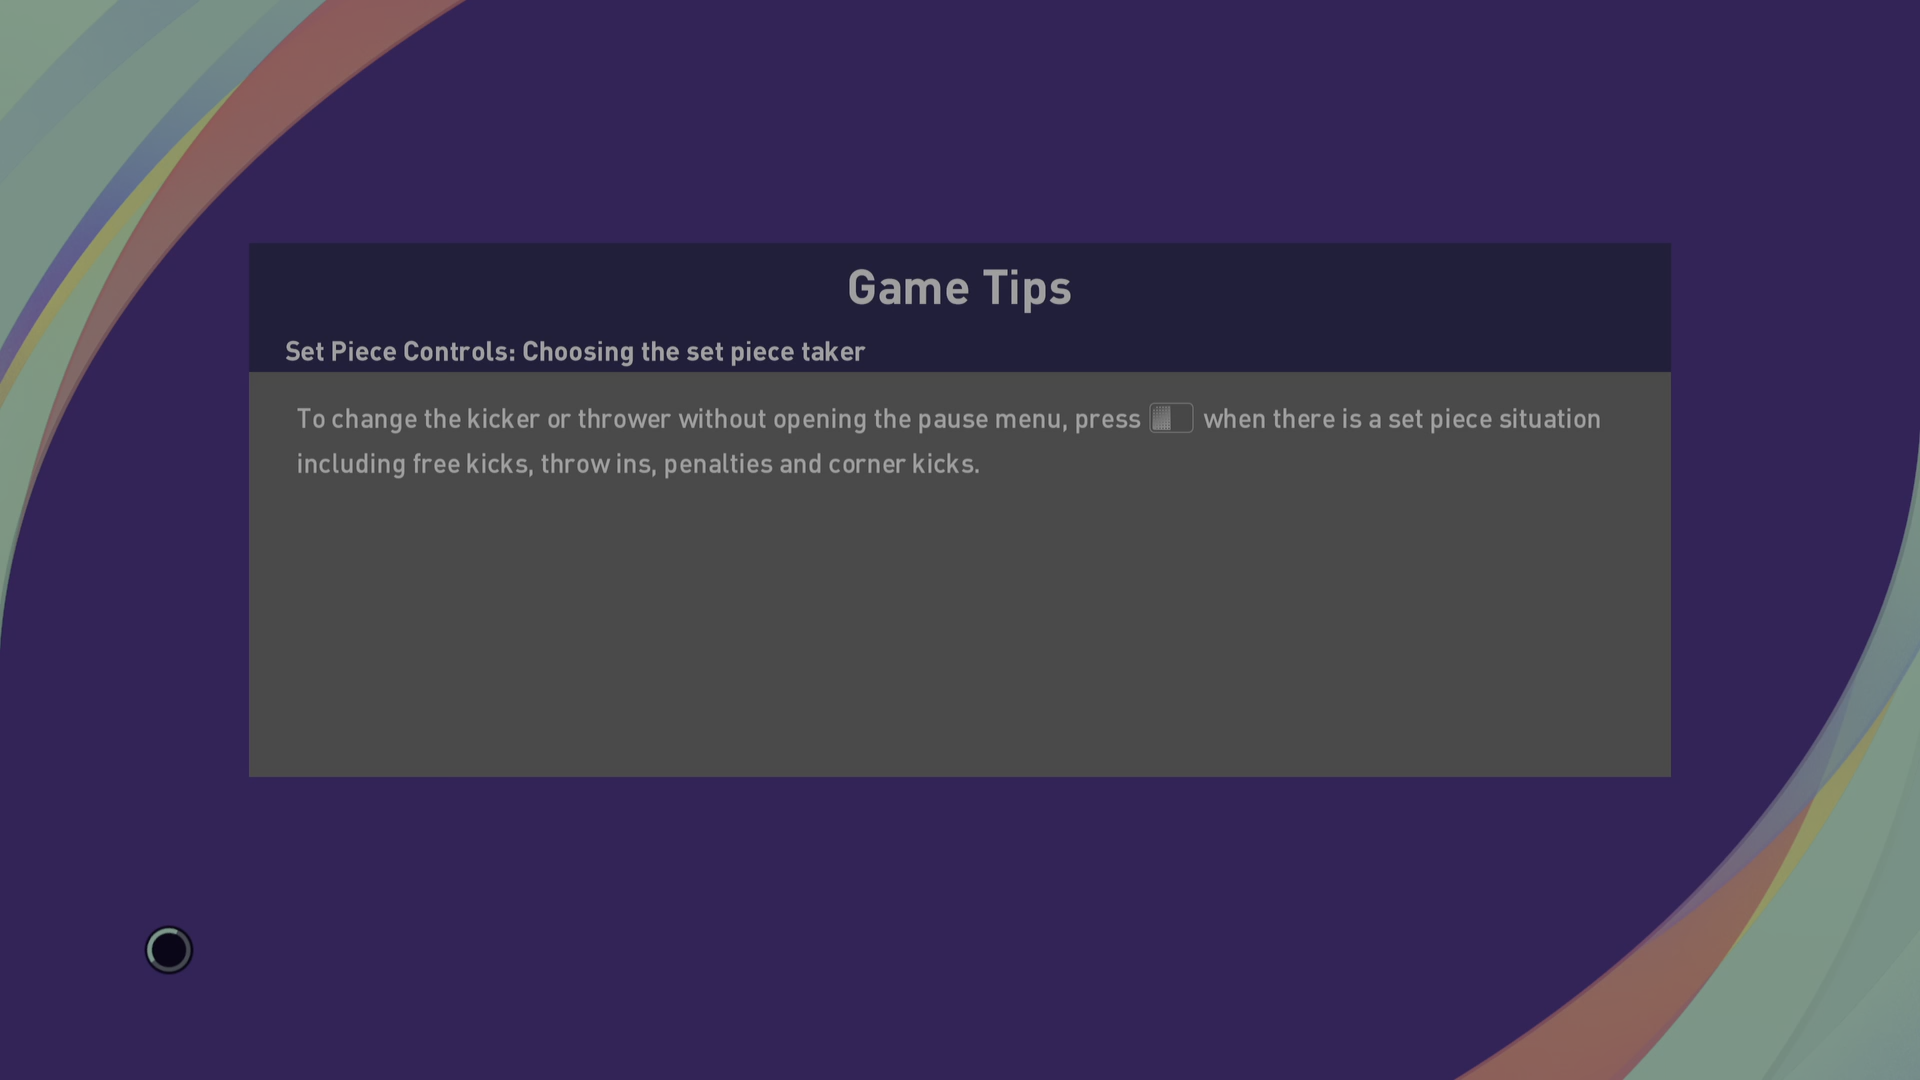 Game Tips
Set Piece Controls: Choosing the set piece taker
To change the kicker or thrower without opening the pause menu, press when there is a set piece situation
including free kicks, throw ins, penalties and corner kicks.